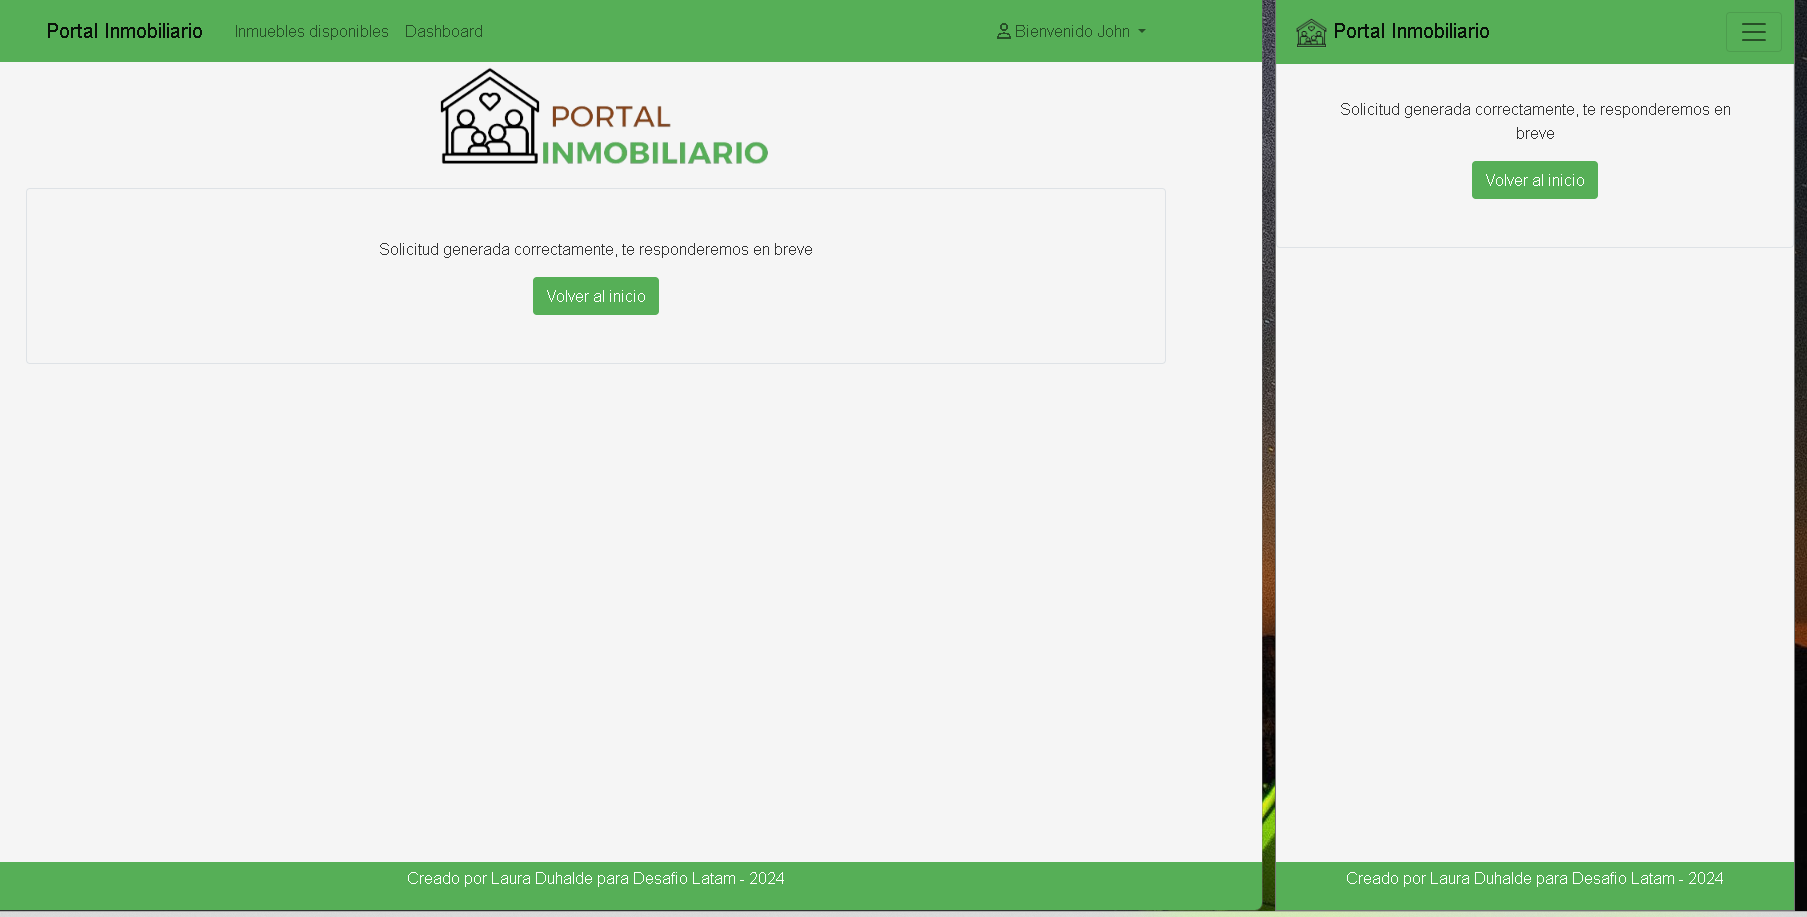 Portal Inmobiliario
Inmuebles disponibles
Dashboard
Bienvenido John
PORTAL
INMOBILIARIO
Solicitud generada correctamente, te responderemos en breve
Volver al inicio
Creado por Laura Duhalde para Desafio Latam - 2024
Portal Inmobiliario
Solicitud generada correctamente, te responderemos en
breve
Volver al inicio
Creado por Laura Duhalde para Desafio Latam - 2024